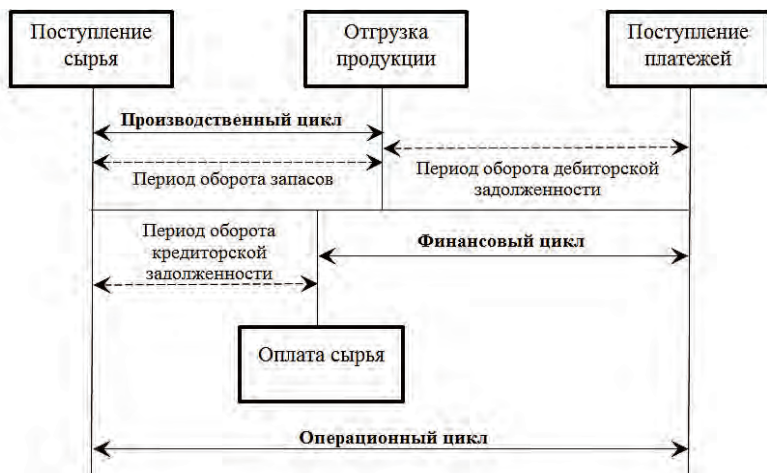 Поступление
сырья
Отгрузка
продукции
Поступление
платежей
Производственный цикл
Период оборота запасов
Период оборота дебиторской
задолженности
Период оборота
кредиторской
задолженности
Финансовый цикл
Оплата сырья
Операционный цикл